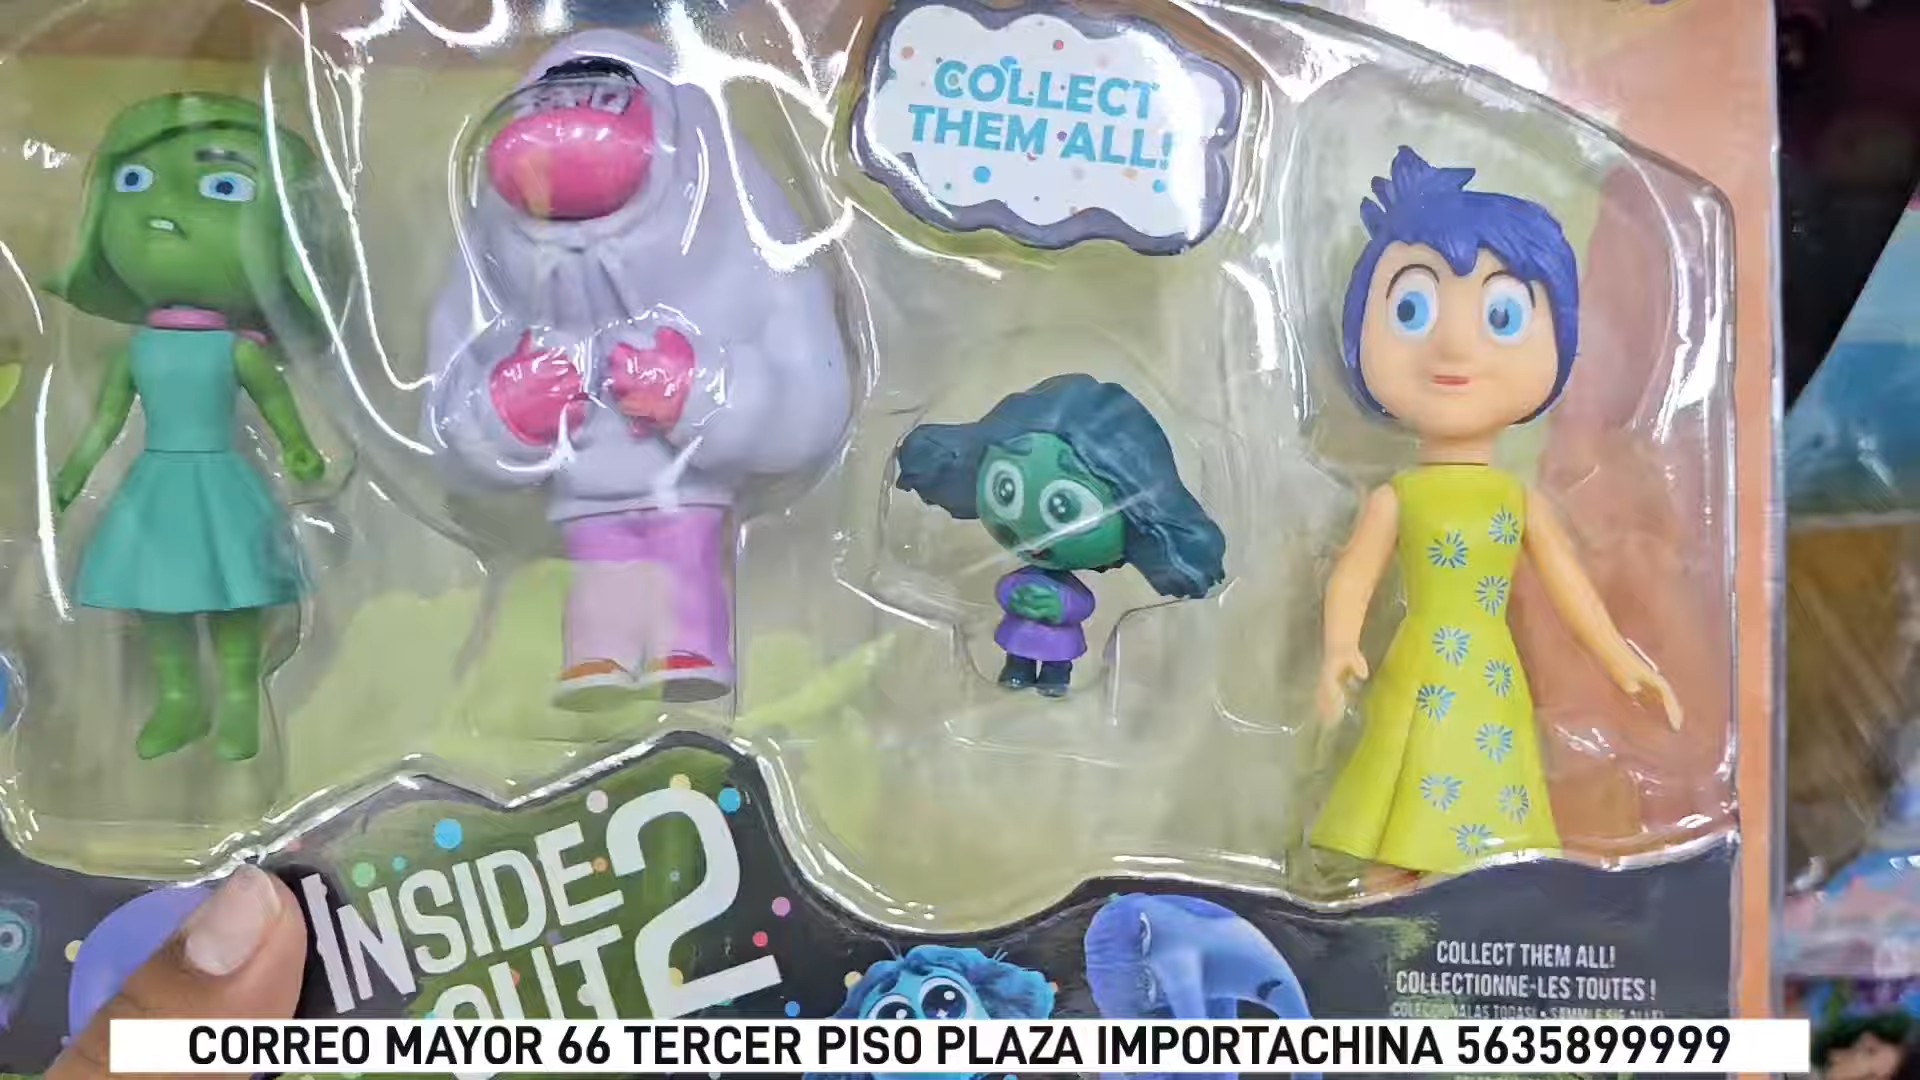 COLLECT
THEM ALL!
INSIDE
OUT 2
COLLECT THEM ALL!
COLLECTIONNE-LES TOUTES !
CORREO MAYOR 66 TERCER PISO PLAZA IMPORTACHINA 5635899999